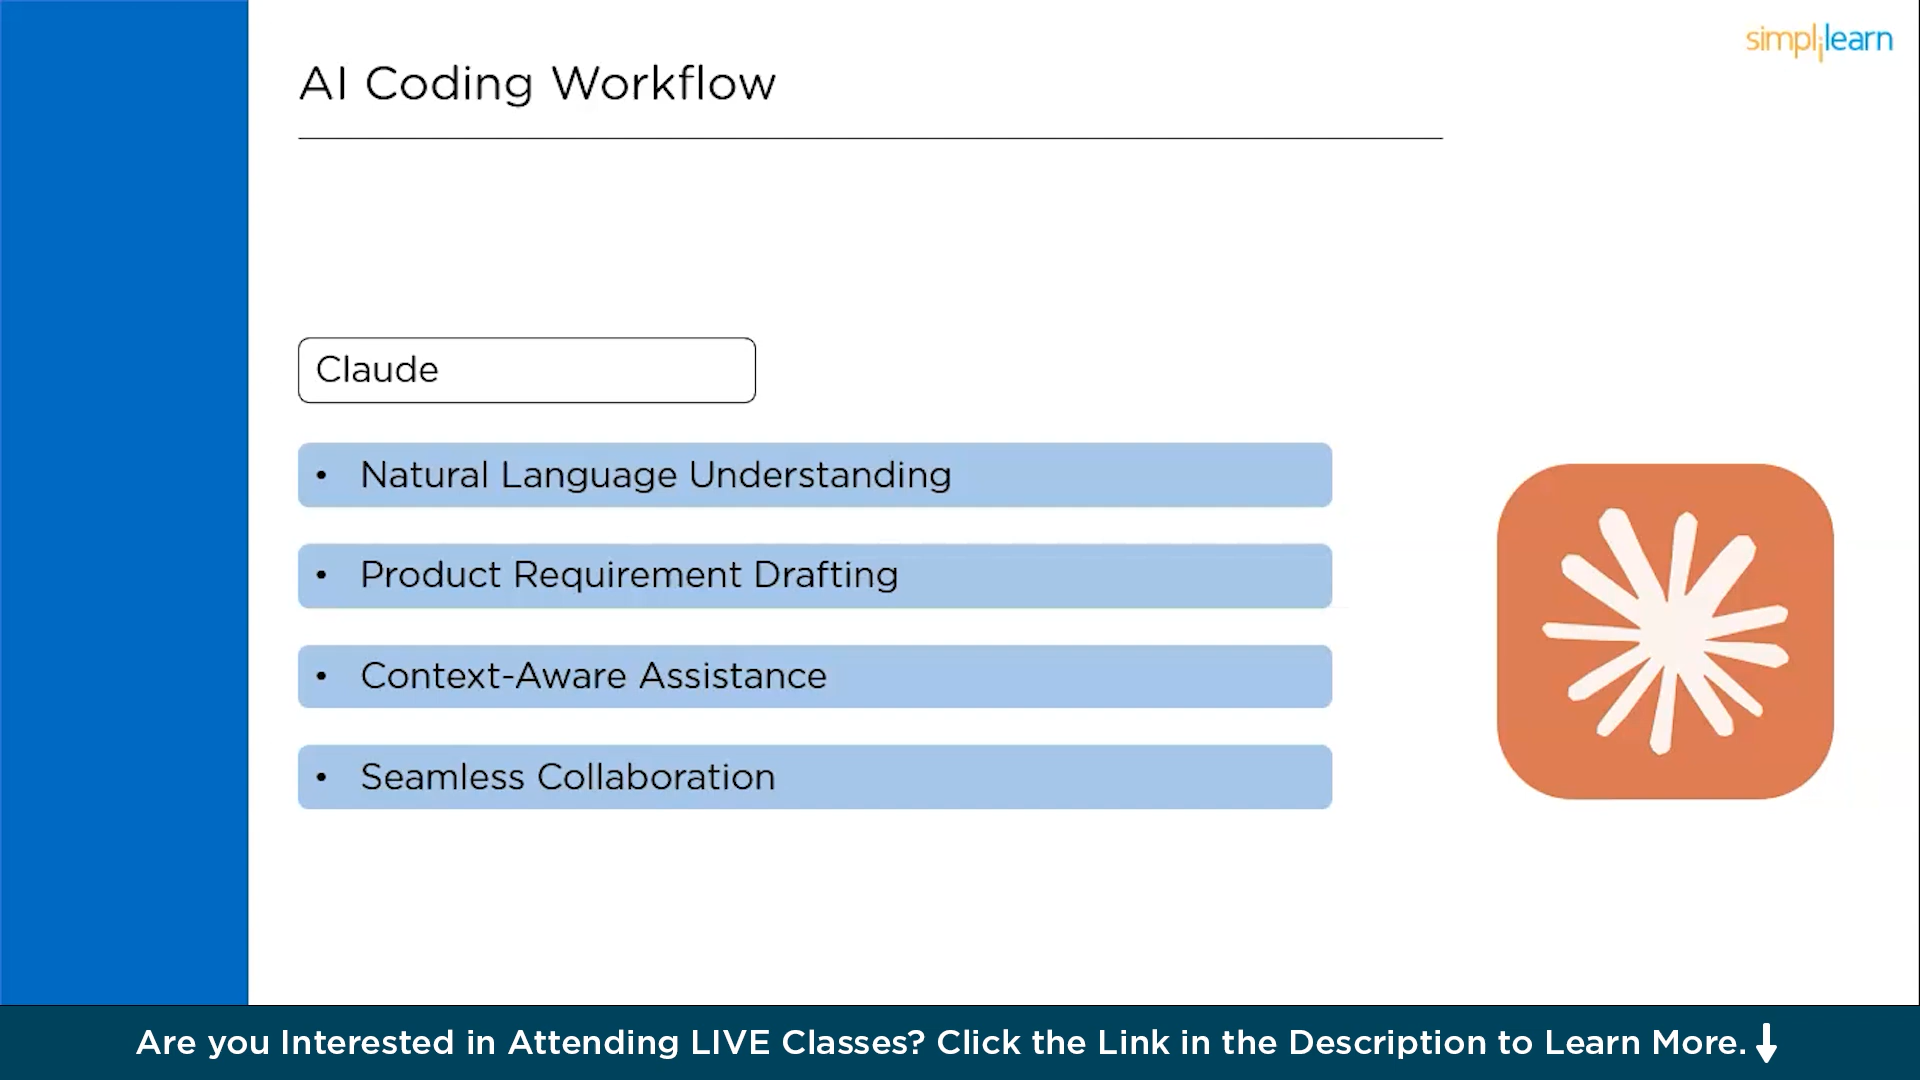 simplilearn
AI Coding Workflow
Claude
• Natural Language Understanding
• Product Requirement Drafting
• Context-Aware Assistance
• Seamless Collaboration
Are you Interested in Attending LIVE Classes? Click the Link in the Description to Learn More.